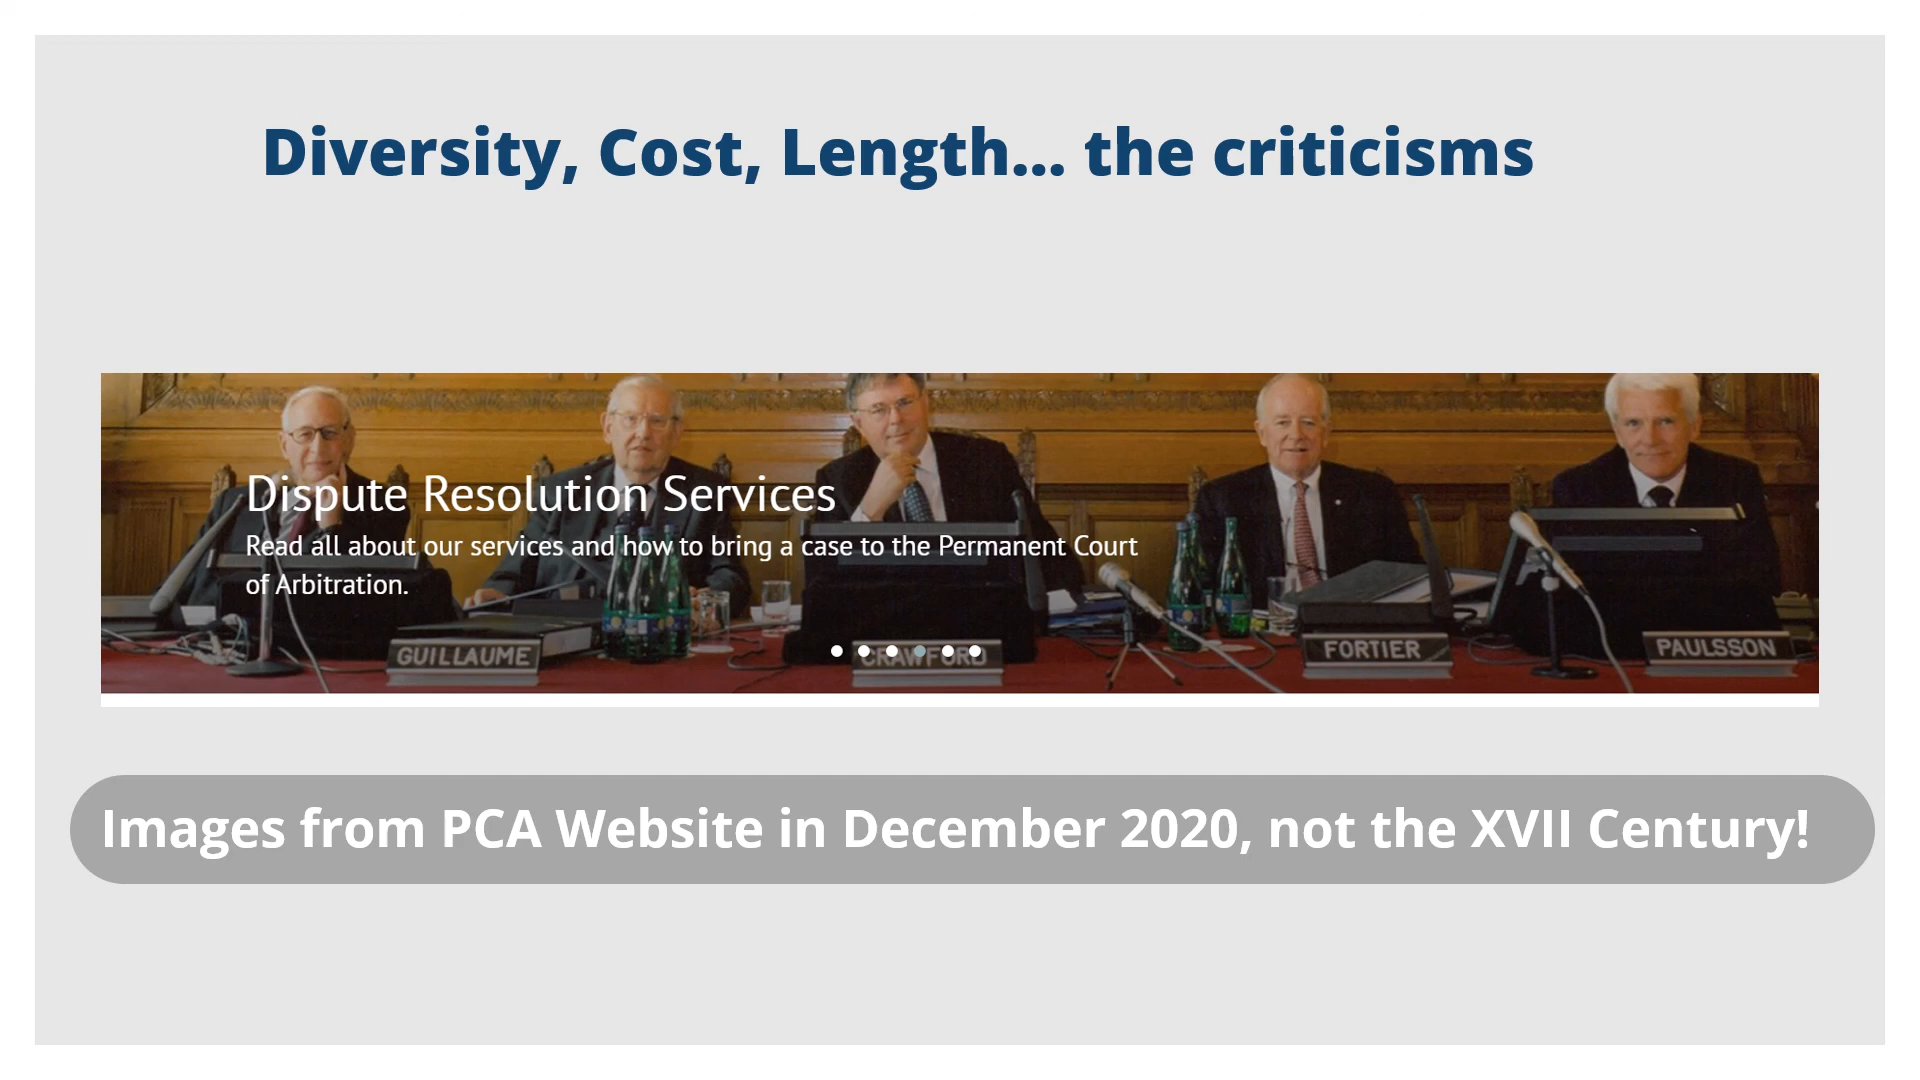 Diversity, Cost, Length... the criticisms
Dispute Resolution Services
Read all about our services and how to bring a case to the Permanent Court
of Arbitration.
GUILLAUME
CRAWFORD
FORTIER
PAULSSON
Images from PCA Website in December 2020, not the XVII Century!